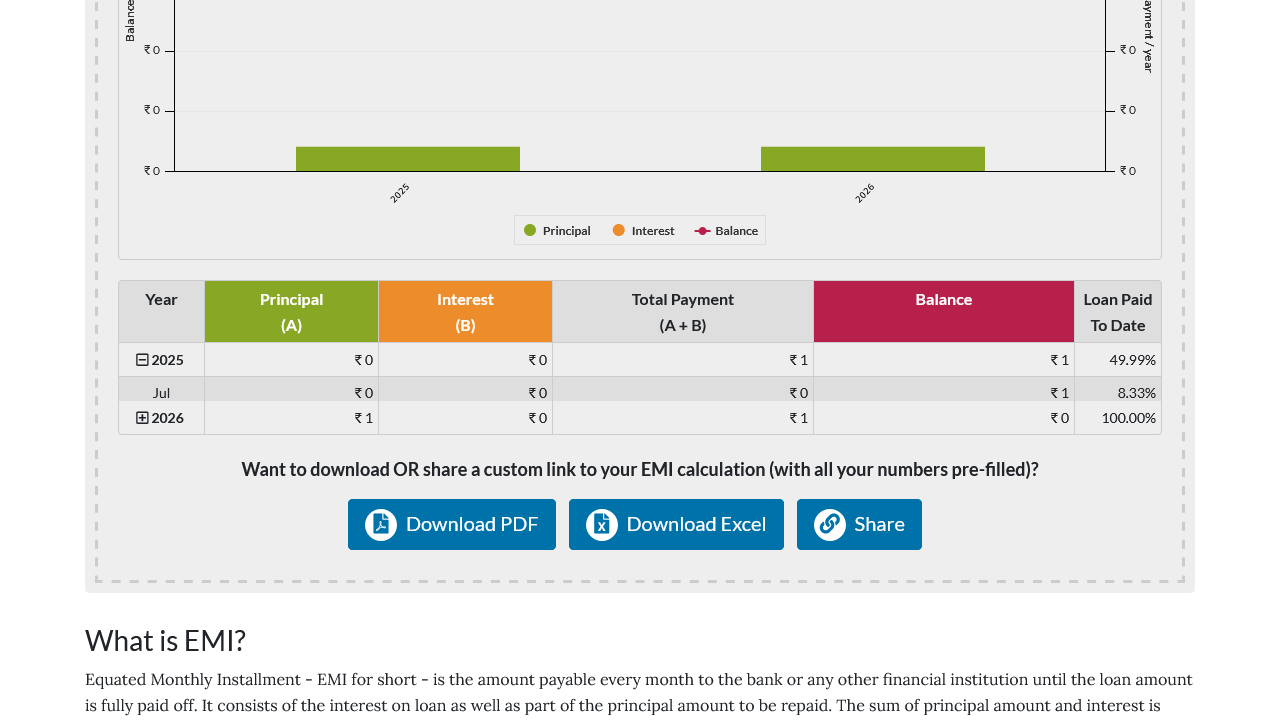 Balance
ayment / year
₹ 0
₹ 0
₹ 0
₹ 0
₹ 0
₹ 0
2025
2026
Principal
Interest
Balance
Year Principal Interest Total Payment Balance Loan Paid
(A) (B) (A + B) To Date
2025 ₹ 0 ₹ 0 ₹ 1 ₹ 1 49.99%
Jul ₹ 0 ₹ 0 ₹ 0 ₹ 1 8.33%
2026 ₹ 1 ₹ 0 ₹ 1 ₹ 0 100.00%
Want to download OR share a custom link to your EMI calculation (with all your numbers pre-filled)?
Download PDF
Download Excel
Share
What is EMI?
Equated Monthly Installment - EMI for short - is the amount payable every month to the bank or any other financial institution until the loan amount
is fully paid off. It consists of the interest on loan as well as part of the principal amount to be repaid. The sum of principal amount and interest is